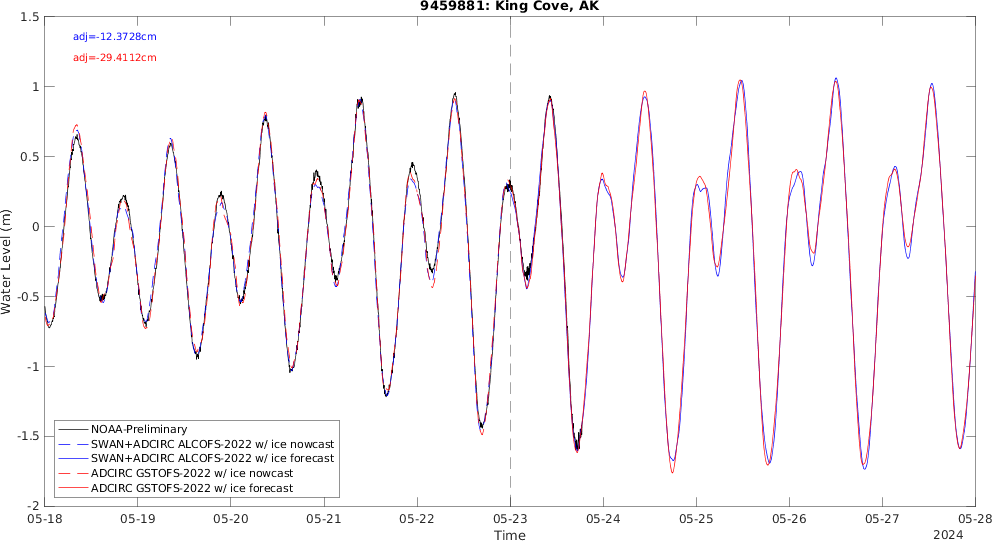 9459881: King Cove, AK
adj=-12.3728cm
adj=-29.4112cm
1.5
1
0.5
0
-0.5
-1
-1.5
-2
Water Level (m)
NOAA-Preliminary
SWAN+ADCIRC ALCOFS-2022 w/ ice nowcast
SWAN+ADCIRC ALCOFS-2022 w/ ice forecast
ADCIRC GSTOFS-2022 w/ ice nowcast
ADCIRC GSTOFS-2022 w/ ice forecast
05-18 05-19 05-20 05-21 05-22 05-23 05-24 05-25 05-26 05-27 05-28
Time
2024